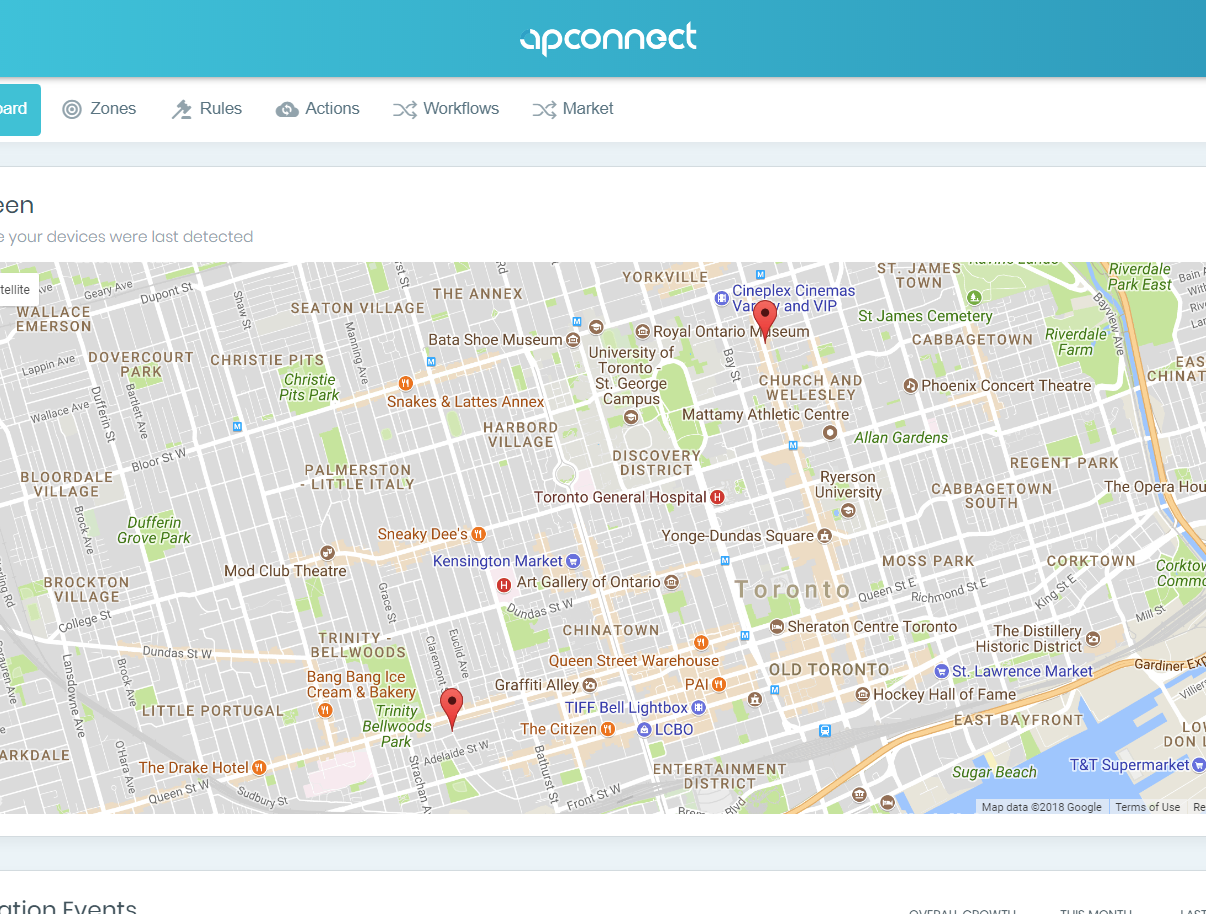 apconnect
oard
Zones
Rules
Actions
Workflows
Market
een
e your devices were last detected
tellite
Geary Ave
Dupont St
WALLACE
EMERSON
Shaw St
SEATON VILLAGE
THE ANNEX
YORKVILLE
Cineplex Cinemas
Varsity and VIP
ST. JAMES
TOWN
St James Cemetery
Riverdale
Park East
Bayview Ave
Riverdale
Farm
Royal Ontario Museum
Bata Shoe Museum
CABBAGETOWN
Manning Ave
DOVERCOURT
PARK
CHRISTIE PITS
Lappin Ave
University of
Toronto -
St. George
Campus
Bay St
Christie
Pits Park
CHURCH AND
WELLESLEY
Phoenix Concert Theatre
Dufferin St
Bartlett Ave
Snakes & Lattes Annex
Wallace Ave
Mattamy Athletic Centre
HARBORD
VILLAGE
Allan Gardens
Bloor St W
DISCOVERY
DISTRICT
REGENT PARK
PALMERSTON
- LITTLE ITALY
BLOORDALE
VILLAGE
Ryerson
University
CABBAGETOWN
SOUTH
The Opera Hou
Toronto General Hospital
Brock Ave
Dufferin
Grove Park
Sneaky Dee's
Yonge-Dundas Square
Kensington Market
MOSS PARK
CORKTOWN
Mod Club Theatre
Art Gallery of Ontario
BROCKTON
VILLAGE
Toronto
Queen St E
Richmond St E
King St E
Corktow
Commo
Grace St
Dundas St W
Mill St
College St
CHINATOWN
Sheraton Centre Toronto
The Distillery
Historic District
TRINITY -
BELLWOODS
Claremont S
Euclid Ave
Dundas St W
Queen Street Warehouse
OLD TORONTO
St. Lawrence Market
Gardiner Exp
Lansdowne Ave
Brock Ave
Bang Bang Ice
Cream & Bakery
Graffiti Alley
PAI
Hockey Hall of Fame
Villiers
LITTLE PORTUGAL
Trinity
Bellwoods
Park
TIFF Bell Lightbox
EAST BAYFRONT
The Citizen
LCBO
LOW
DON L
ARKDALE
O'Hara Ave
Adelaide St W
The Drake Hotel
Strachan A
Bathurst St
ENTERTAINMENT
DISTRICT
Sugar Beach
T&T Supermarket
Queen St W
Sudbury St
Front St W
Blvd
Map data ©2018 Google
Terms of Use
Re
ation Events
OVERALL GROWTH
THIS MONTH
LAST